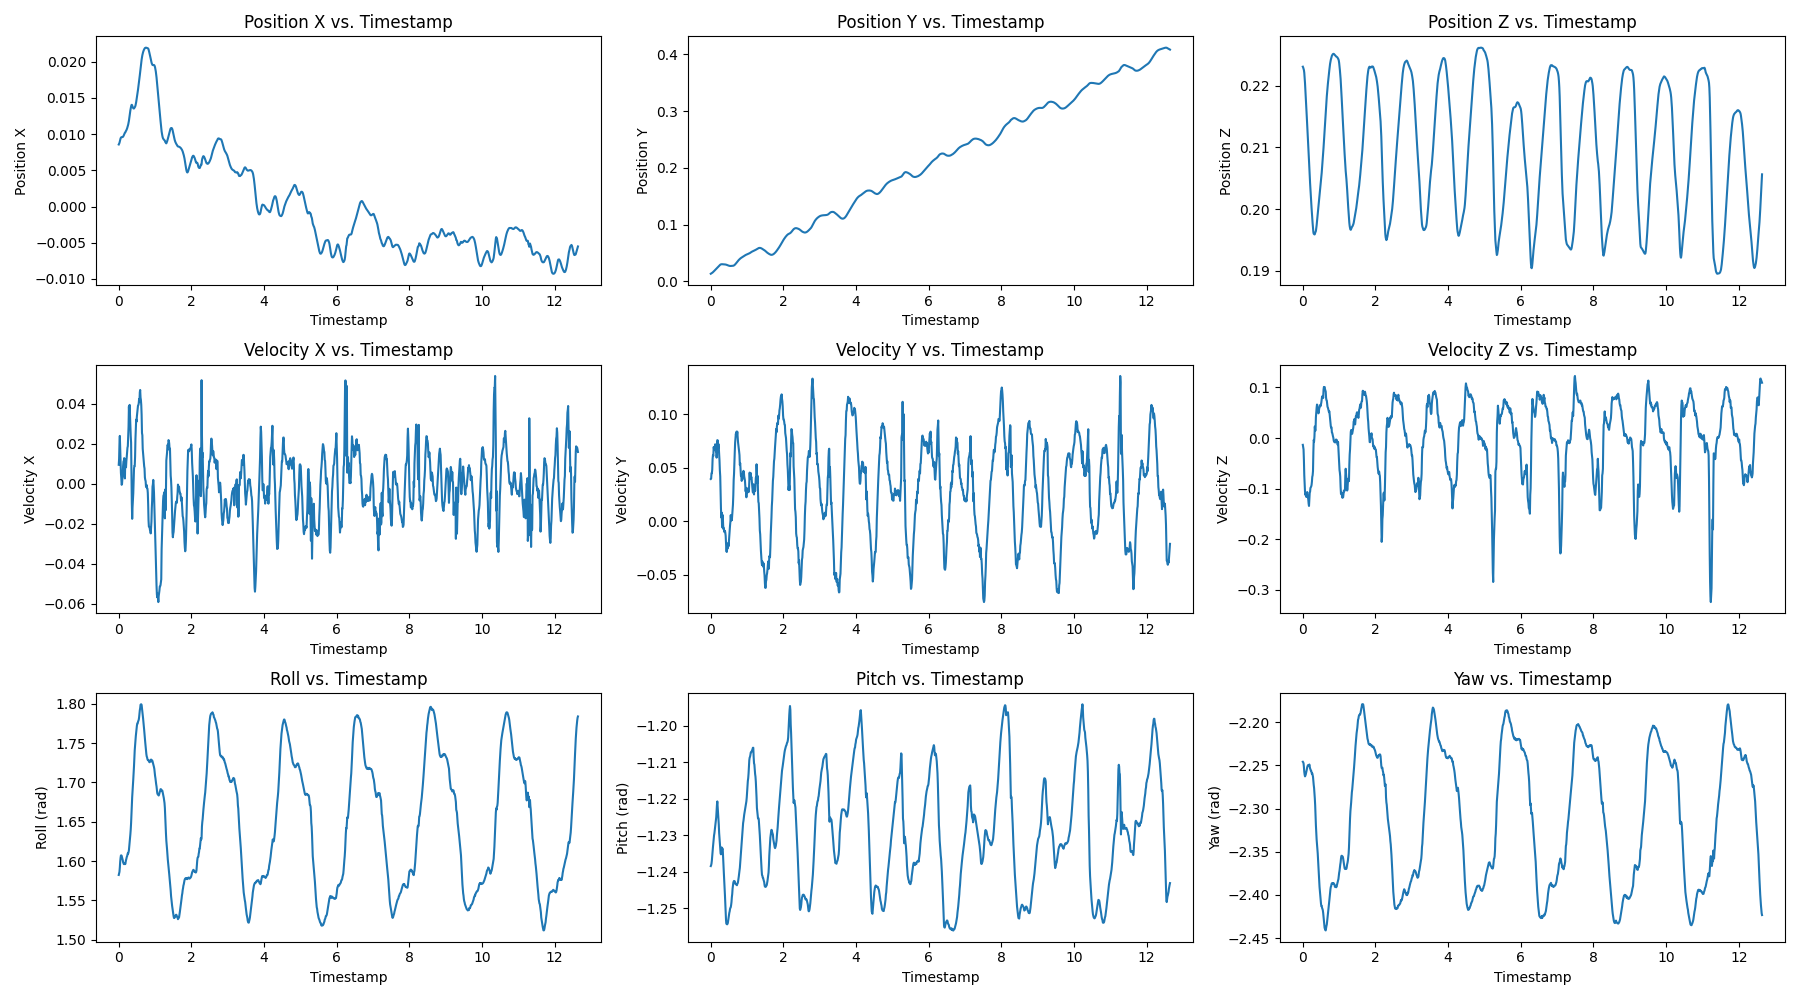 Position X vs. Timestamp
Position X
0.020
0.015
0.010
0.005
0.000
−0.005
−0.010
0 2 4 6 8 10 12
Timestamp
Position Y vs. Timestamp
Position Y
0.4
0.3
0.2
0.1
0.0
0 2 4 6 8 10 12
Timestamp
Position Z vs. Timestamp
Position Z
0.22
0.21
0.20
0.19
0 2 4 6 8 10 12
Timestamp
Velocity X vs. Timestamp
Velocity X
0.04
0.02
0.00
−0.02
−0.04
−0.06
0 2 4 6 8 10 12
Timestamp
Velocity Y vs. Timestamp
Velocity Y
0.10
0.05
0.00
−0.05
0 2 4 6 8 10 12
Timestamp
Velocity Z vs. Timestamp
Velocity Z
0.1
0.0
−0.1
−0.2
−0.3
0 2 4 6 8 10 12
Timestamp
Roll vs. Timestamp
Roll (rad)
1.80
1.75
1.70
1.65
1.60
1.55
1.50
0 2 4 6 8 10 12
Timestamp
Pitch vs. Timestamp
Pitch (rad)
−1.20
−1.21
−1.22
−1.23
−1.24
−1.25
0 2 4 6 8 10 12
Timestamp
Yaw vs. Timestamp
Yaw (rad)
−2.20
−2.25
−2.30
−2.35
−2.40
−2.45
0 2 4 6 8 10 12
Timestamp